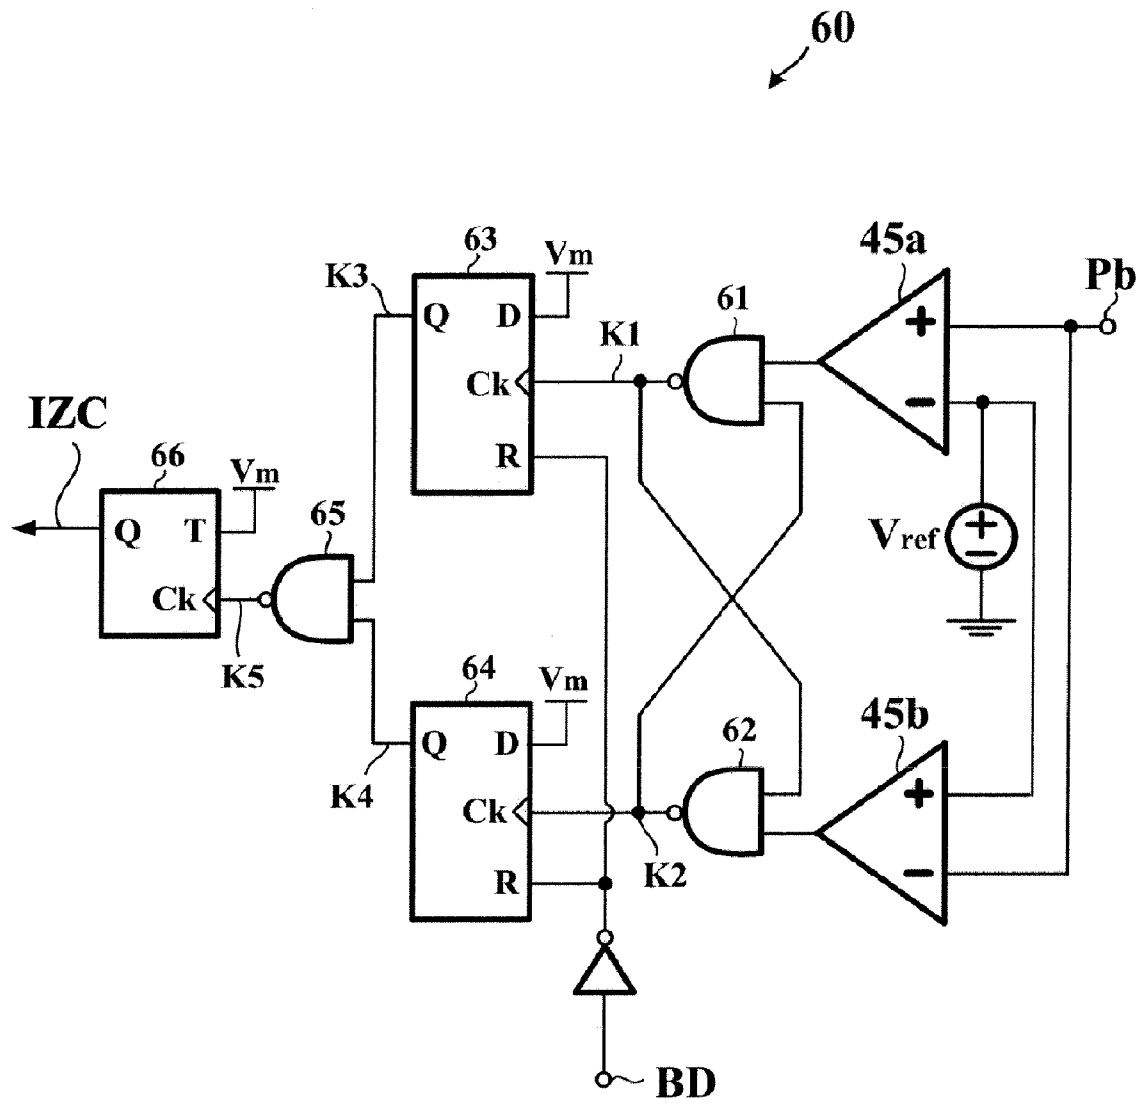 60
63
Vm
45a
K3
Q
D
K1
61
+
Pb
Ck
−
IZC
66
Vm
R
65
Q
T
Vref
+
−
Ck
K5
64
Vm
45b
Q
D
62
+
K4
Ck
K2
−
R
BD